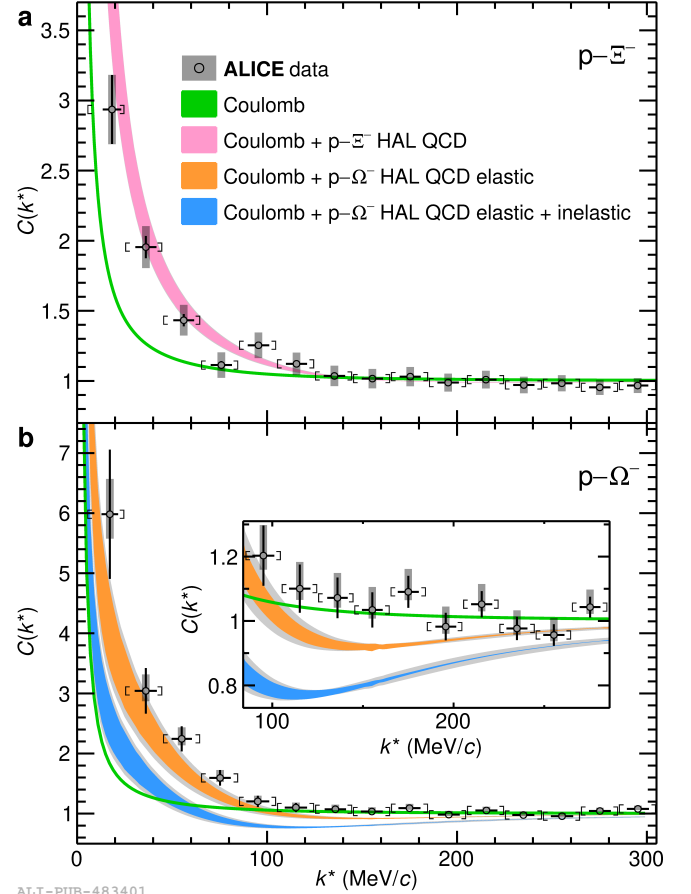 a
p−Ξ⁻
ALICE data
Coulomb
Coulomb + p−Ξ⁻ HAL QCD
Coulomb + p−Ω⁻ HAL QCD elastic
Coulomb + p−Ω⁻ HAL QCD elastic + inelastic
C(k*)
3.5
3
2.5
2
1.5
1
b
p−Ω⁻
C(k*)
7
6
5
4
3
2
1
C(k*)
1.2
1
0.8
100 200
k* (MeV/c)
0 100 200 300
k* (MeV/c)
ALI-PUB-483401